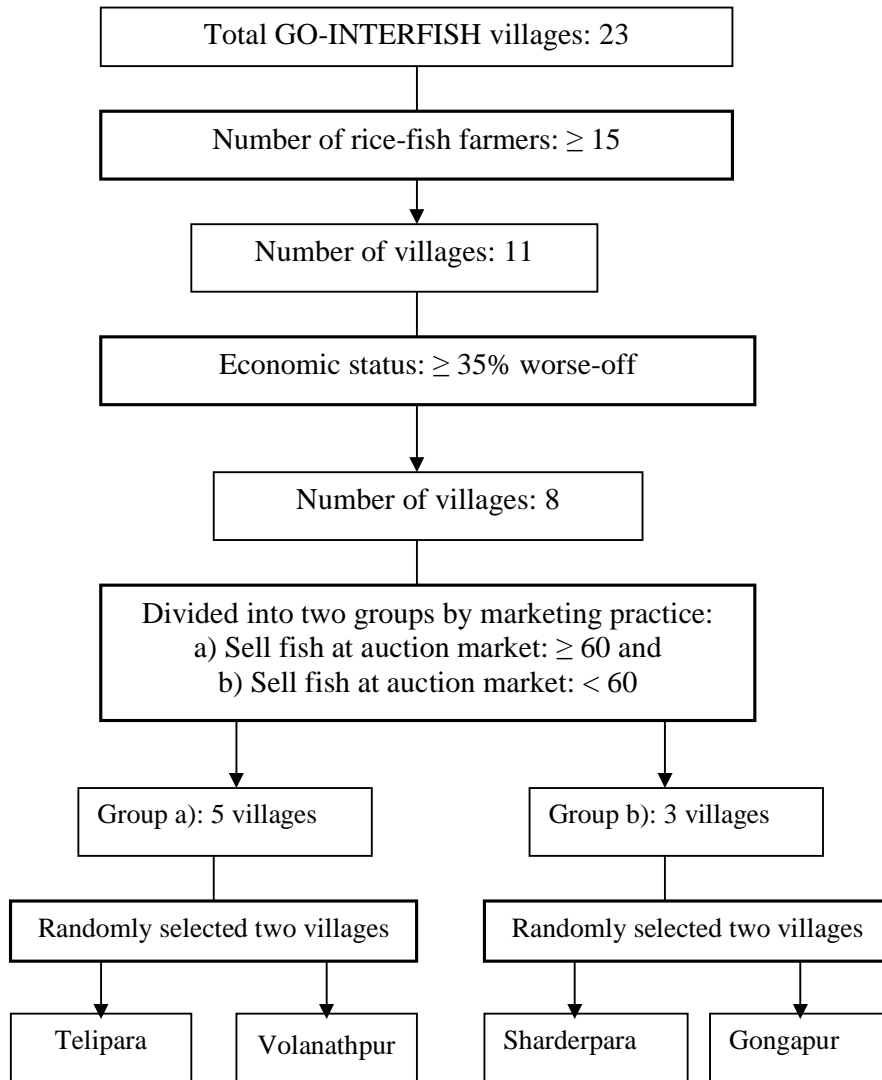 Total GO-INTERFISH villages: 23
Number of rice-fish farmers: ≥ 15
Number of villages: 11
Economic status: ≥ 35% worse-off
Number of villages: 8
Divided into two groups by marketing practice:
a) Sell fish at auction market: ≥ 60 and
b) Sell fish at auction market: < 60
Group a): 5 villages
Group b): 3 villages
Randomly selected two villages
Randomly selected two villages
Telipara
Volanathpur
Sharderpara
Gongapur